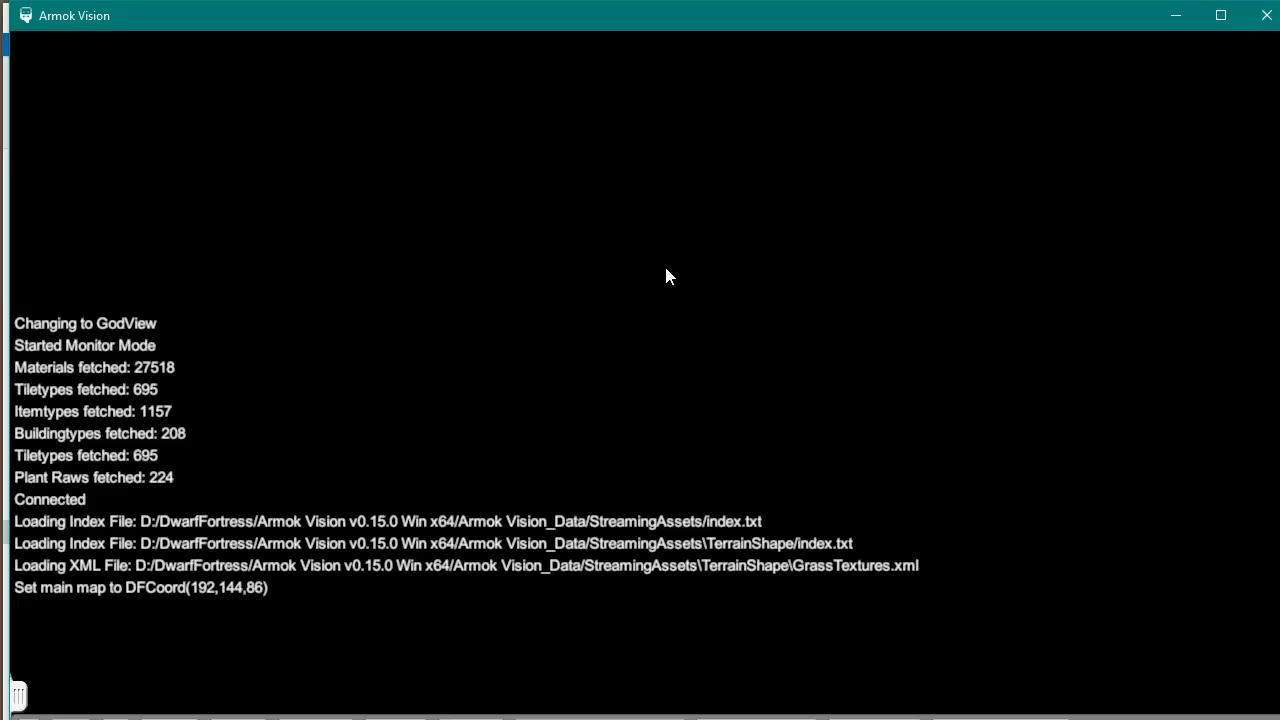 Armok Vision
Changing to GodView
Started Monitor Mode
Materials fetched: 27518
Tiletypes fetched: 695
Itemtypes fetched: 1157
Buildingtypes fetched: 208
Tiletypes fetched: 695
Plant Raws fetched: 224
Connected
Loading Index File: D:/DwarfFortress/Armok Vision v0.15.0 Win x64/Armok Vision_Data/StreamingAssets/index.txt
Loading Index File: D:/DwarfFortress/Armok Vision v0.15.0 Win x64/Armok Vision_Data/StreamingAssets\TerrainShape/index.txt
Loading XML File: D:/DwarfFortress/Armok Vision v0.15.0 Win x64/Armok Vision_Data/StreamingAssets\TerrainShape\GrassTextures.xml
Set main map to DFCoord(192,144,86)